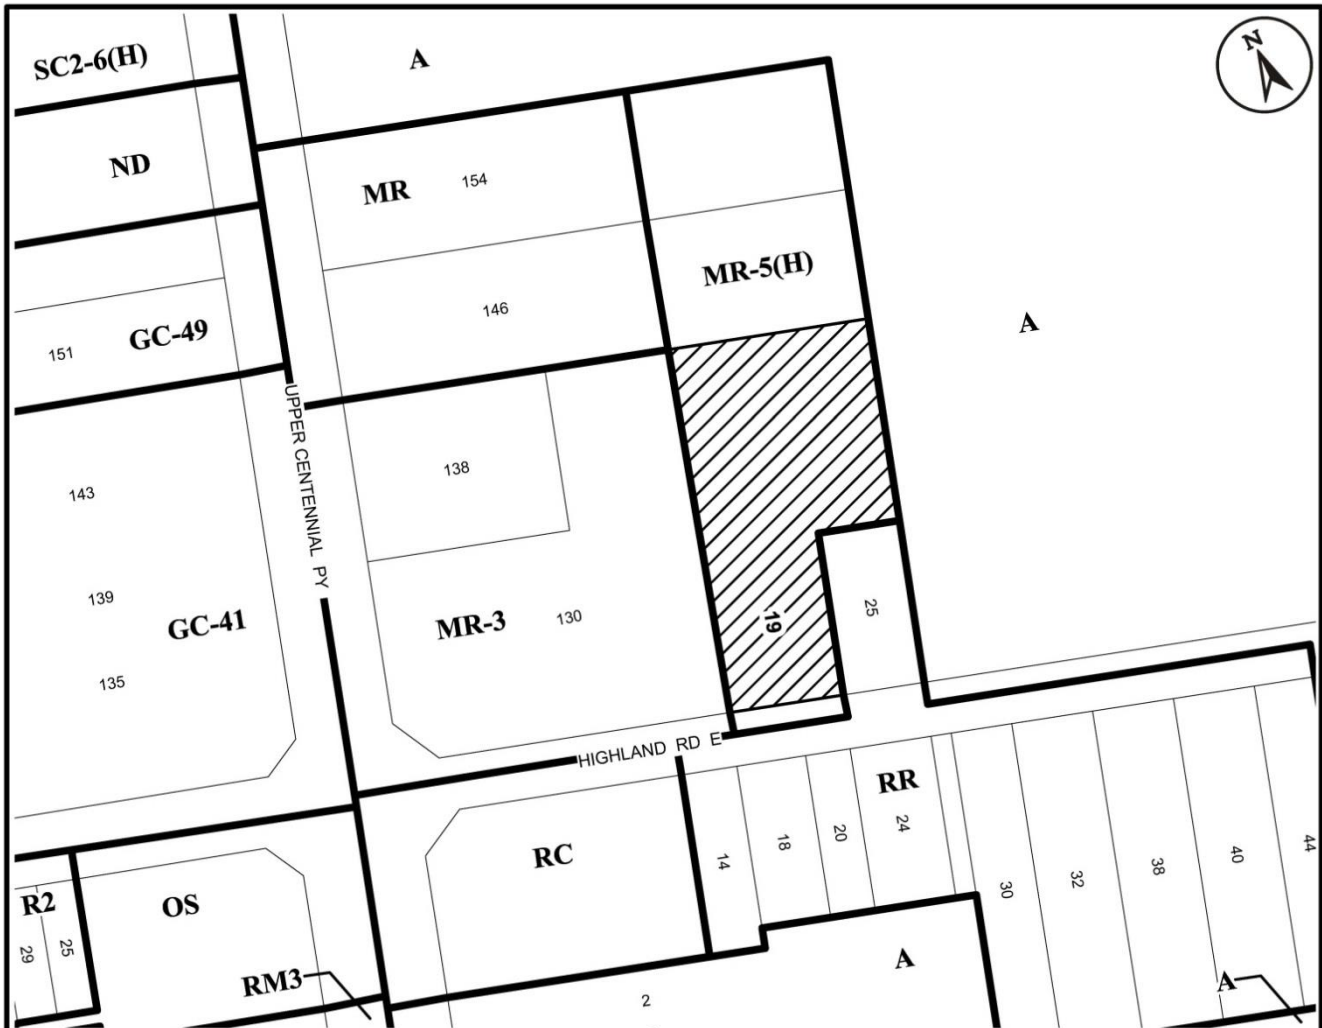 SC2-6(H)
A
N
ND
MR
154
MR-5(H)
146
GC-49
151
A
UPPER CENTENNIAL PY
138
143
139
GC-41
MR-3
130
19
25
135
HIGHLAND RD E
RR
14
18
20
24
30
32
38
40
44
RC
R2
OS
29
25
RM3
A
A
2